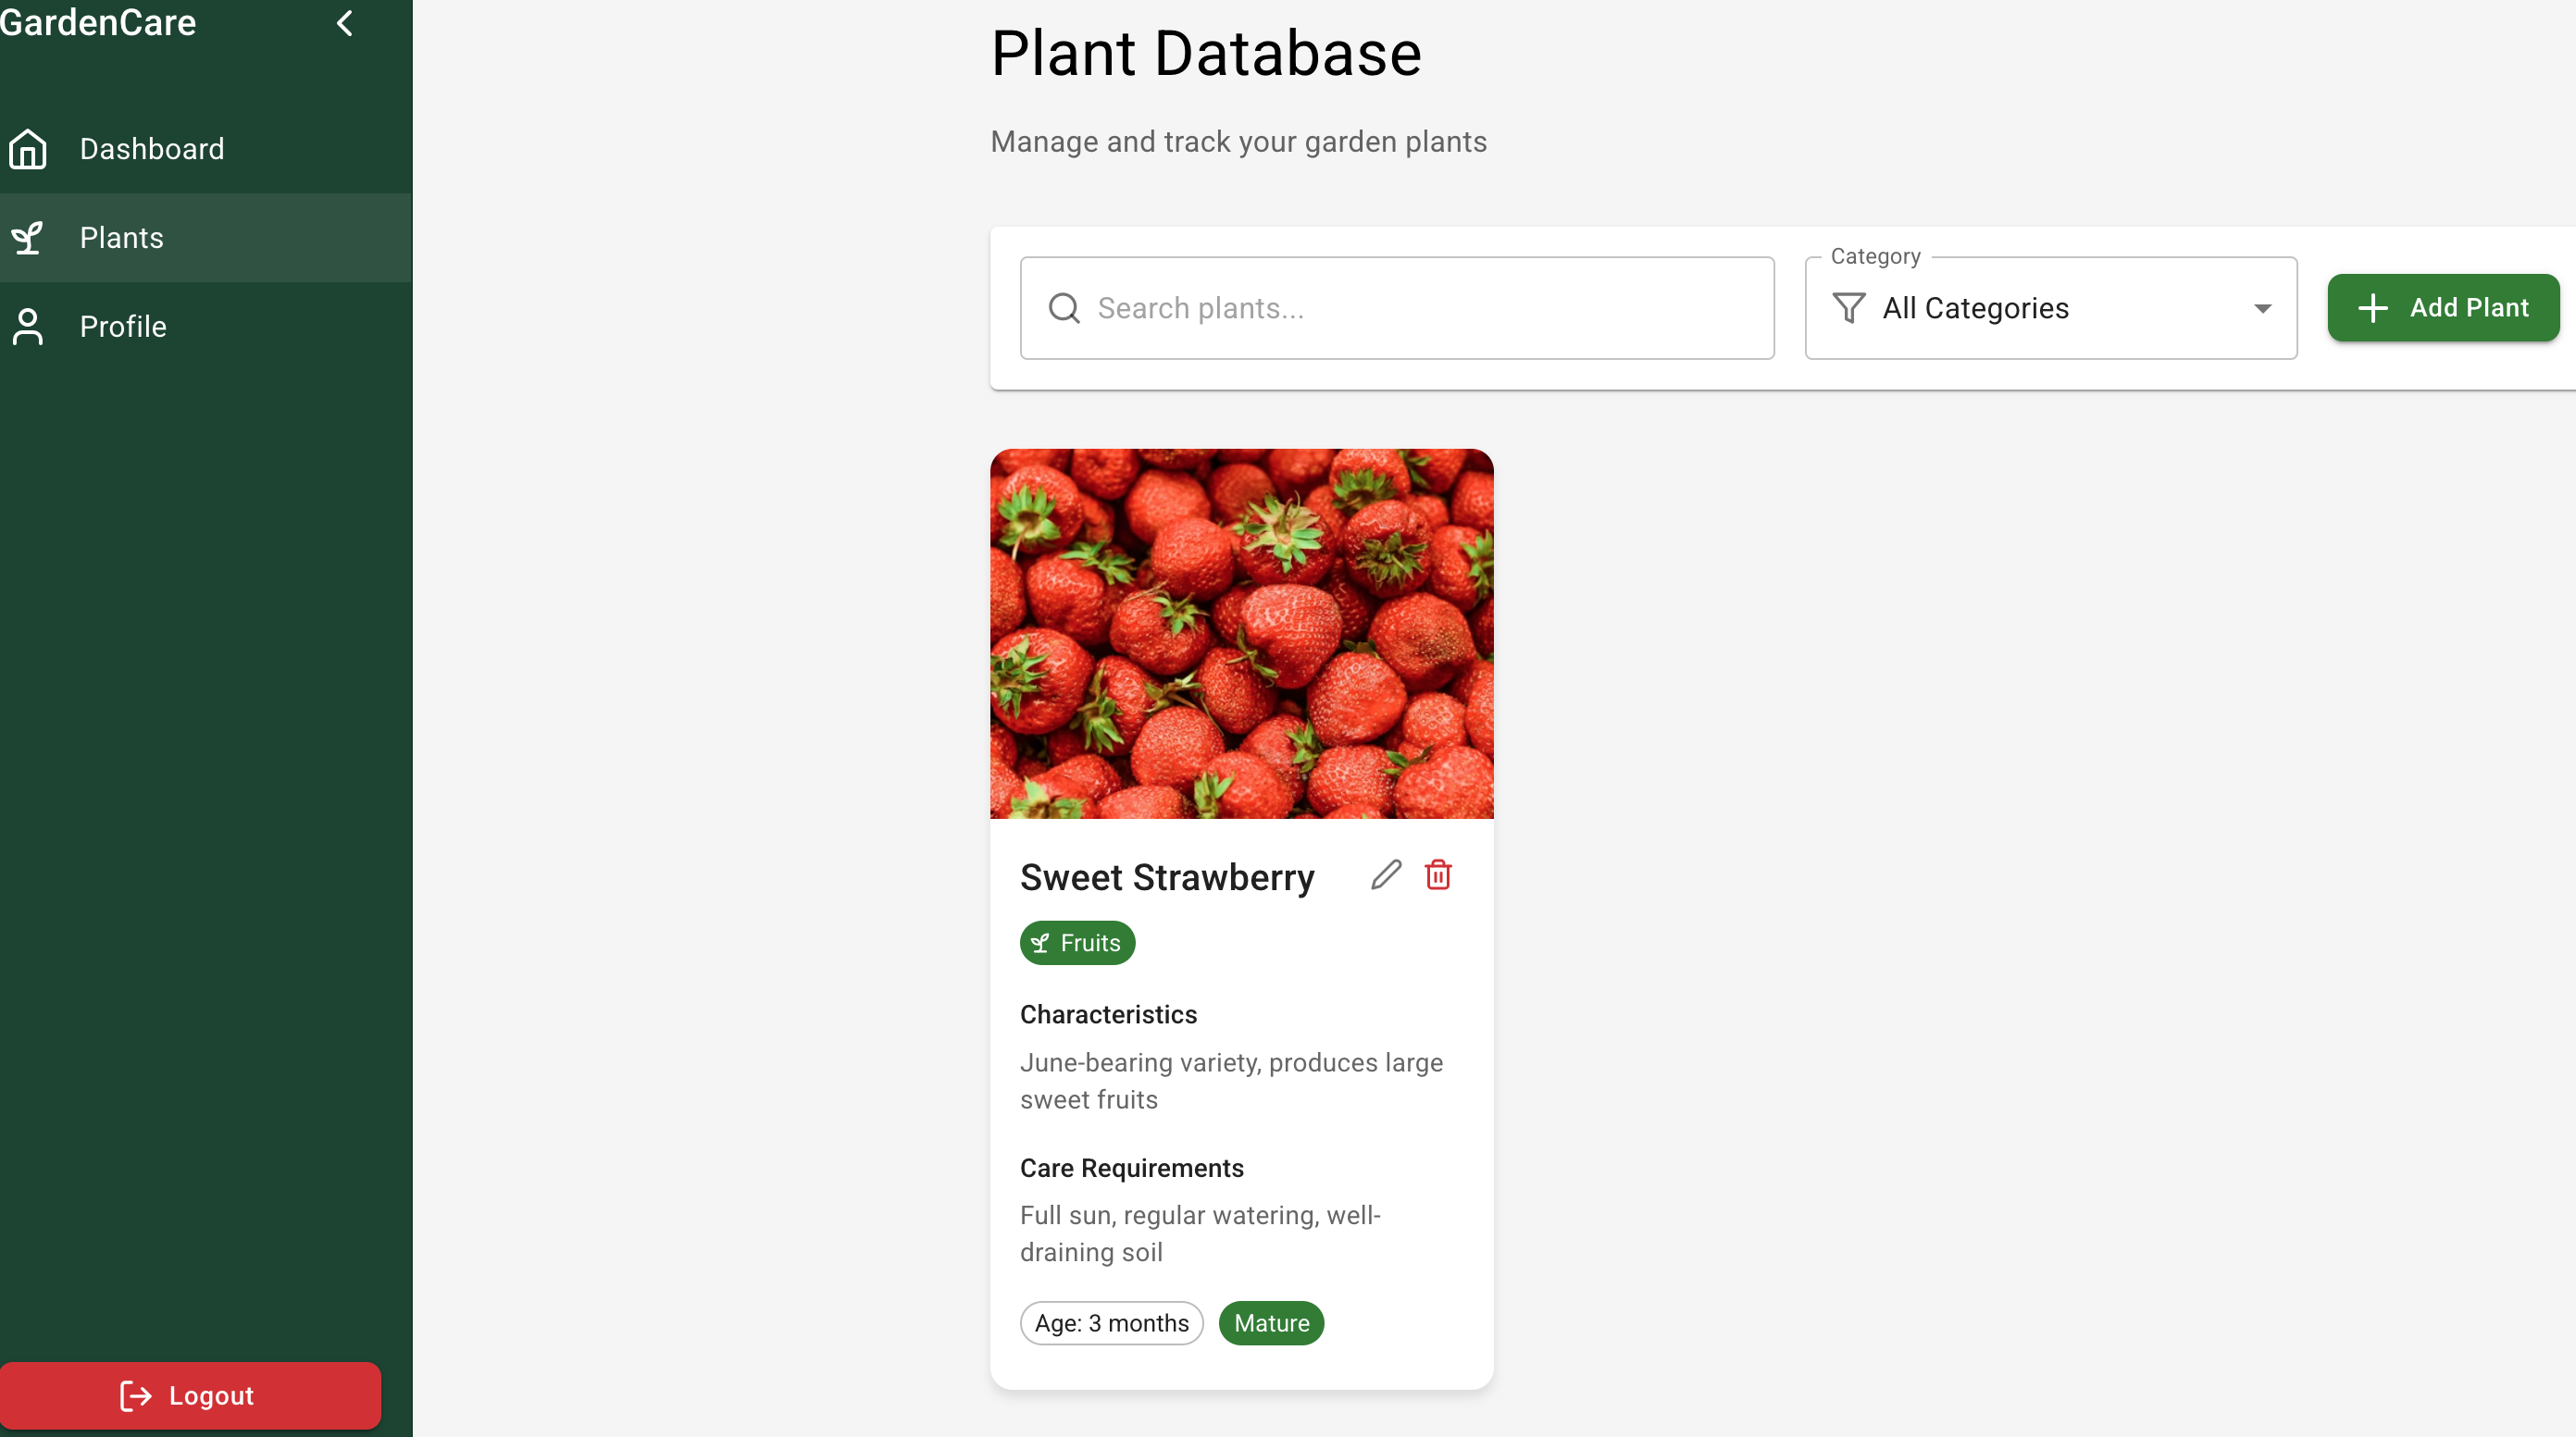 GardenCare
Dashboard
Plants
Profile
Logout
Plant Database
Manage and track your garden plants
Search plants...
Category
All Categories
Add Plant
Sweet Strawberry
Fruits
Characteristics
June-bearing variety, produces large
sweet fruits
Care Requirements
Full sun, regular watering, well-
draining soil
Age: 3 months
Mature